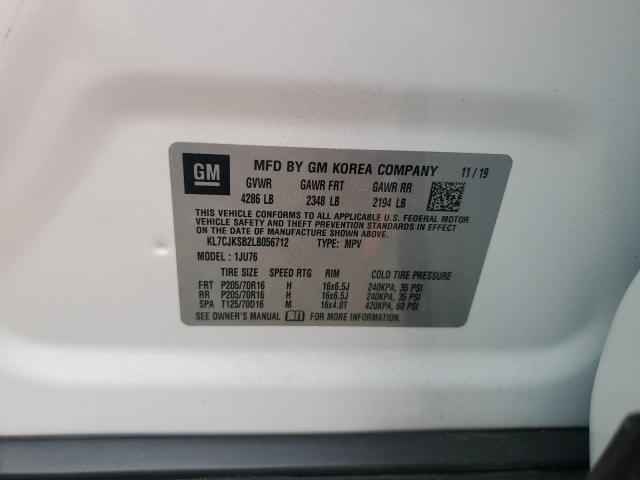 GM MFD BY GM KOREA COMPANY 11/19
GVWR GAWR FRT GAWR RR
4286 LB 2348 LB 2194 LB
THIS VEHICLE CONFORMS TO ALL APPLICABLE U.S. FEDERAL MOTOR
VEHICLE SAFETY AND THEFT PREVENTION STANDARDS IN EFFECT
ON THE DATE OF MANUFACTURE SHOWN ABOVE.
KL7CJKSB2LB056712 TYPE: MPV
MODEL: 1JU76
TIRE SIZE SPEED RTG RIM COLD TIRE PRESSURE
FRT P205/70R16 H 16x6.5J 240KPA, 35 PSI
RR P205/70R16 H 16x6.5J 240KPA, 35 PSI
SPA T125/70D16 M 16x4.0T 420KPA, 60 PSI
SEE OWNER'S MANUAL FOR MORE INFORMATION.